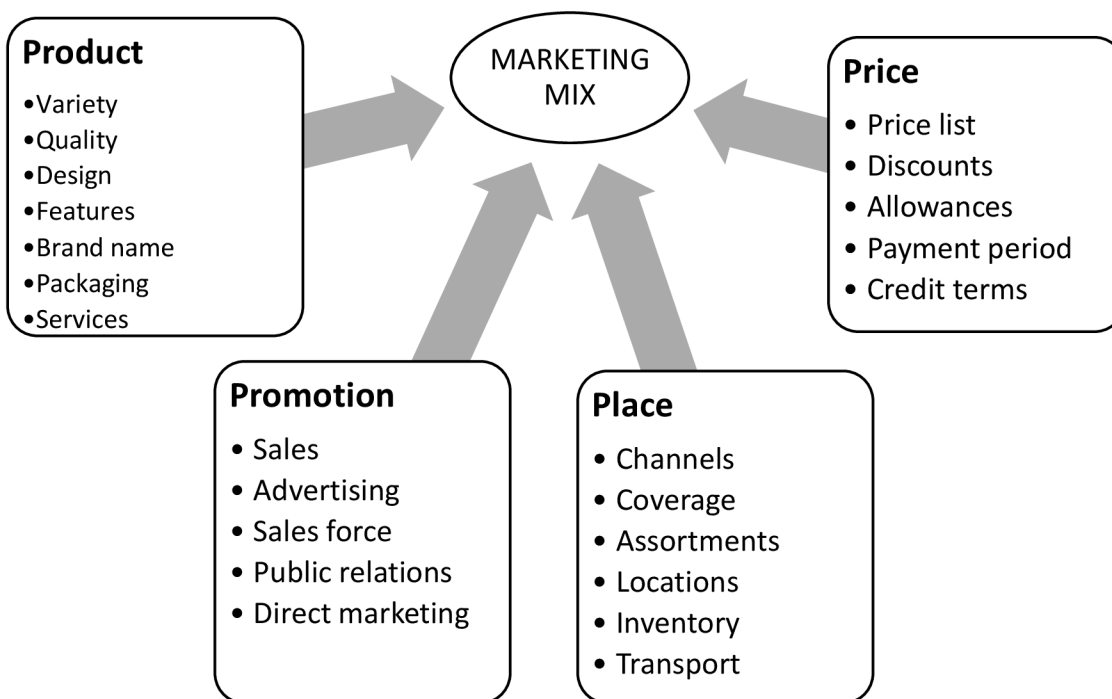 MARKETING
MIX
Product
•Variety
•Quality
•Design
•Features
•Brand name
•Packaging
•Services
Price
• Price list
• Discounts
• Allowances
• Payment period
• Credit terms
Promotion
• Sales
• Advertising
• Sales force
• Public relations
• Direct marketing
Place
• Channels
• Coverage
• Assortments
• Locations
• Inventory
• Transport